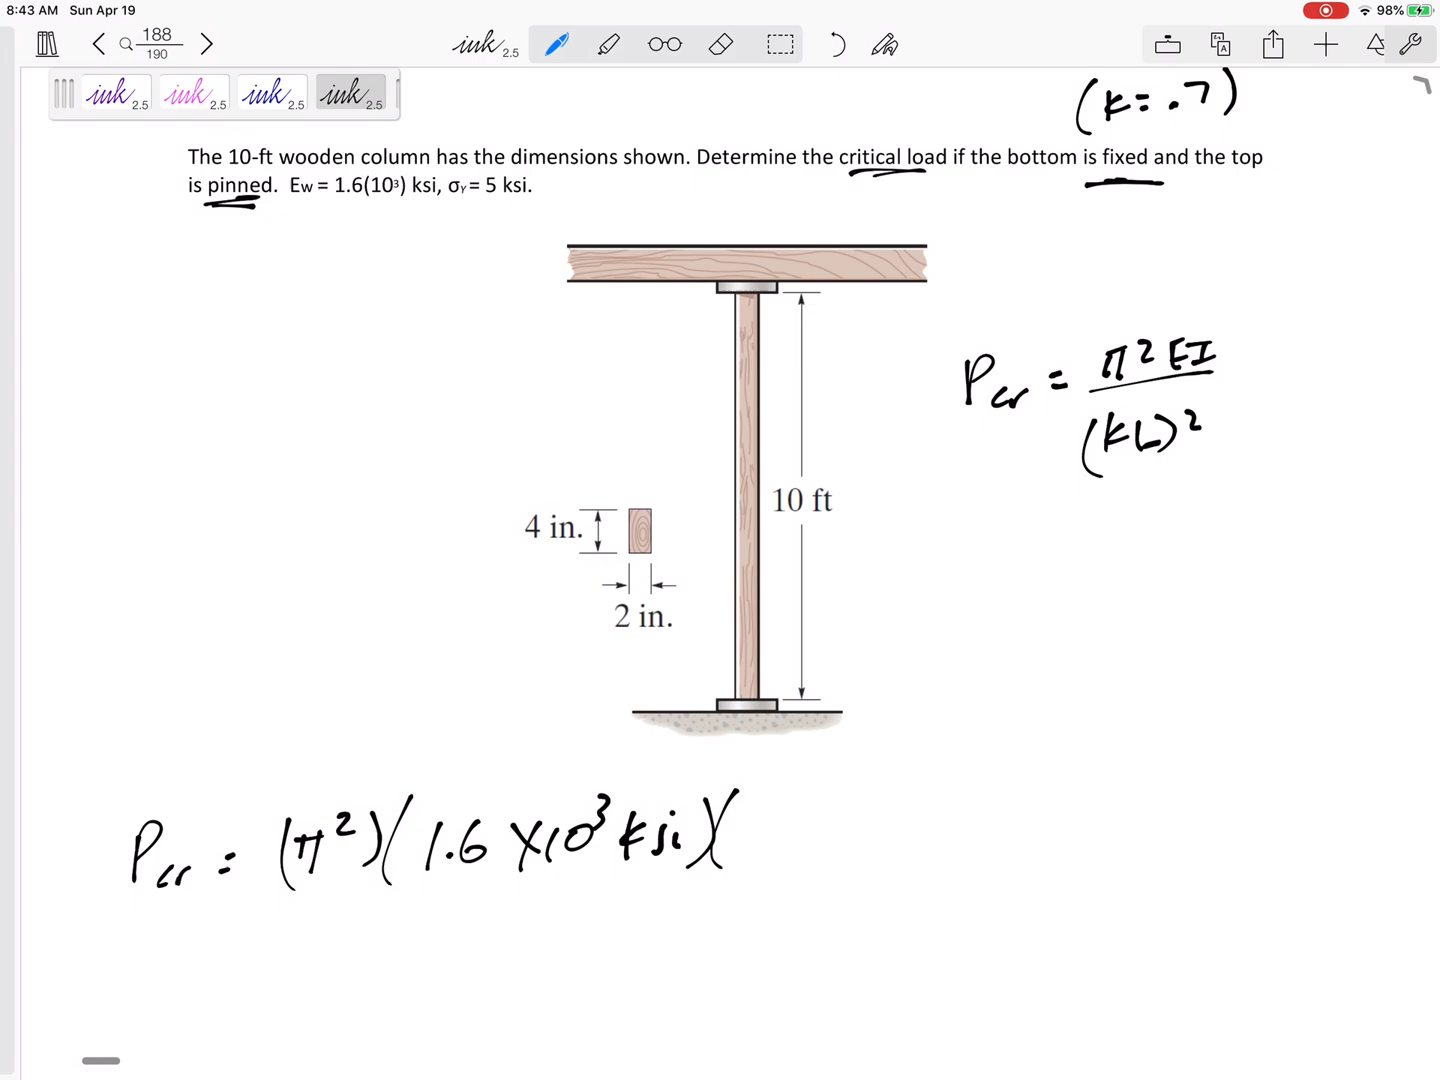 8:43 AM Sun Apr 19
98%
188
190
ink 2.5
A
ink 2.5 ink 2.5 ink 2.5 ink 2.5
(k = .7)
The 10-ft wooden column has the dimensions shown. Determine the critical load if the bottom is fixed and the top
is pinned. Ew = 1.6(10³) ksi, σY = 5 ksi.
Pcr = π² EI
(kL)²
10 ft
4 in.
2 in.
Pcr = (π²)(1.6 x10³ ksi)(